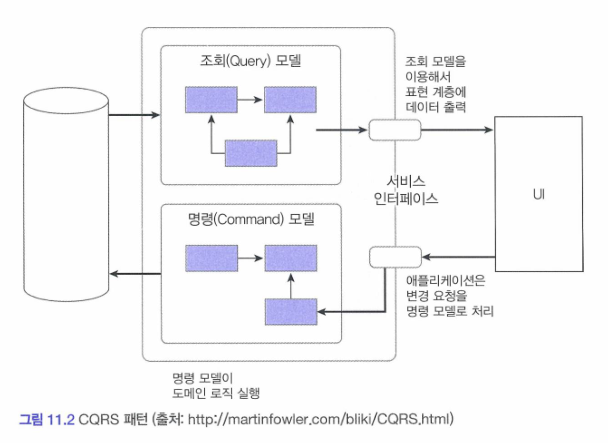 조회(Query) 모델
조회 모델을
이용해서
표현 계층에
데이터 출력
서비스
인터페이스
UI
명령(Command) 모델
애플리케이션은
변경 요청을
명령 모델로 처리
명령 모델이
도메인 로직 실행
그림 11.2 CQRS 패턴 (출처: http://martinfowler.com/bliki/CQRS.html)